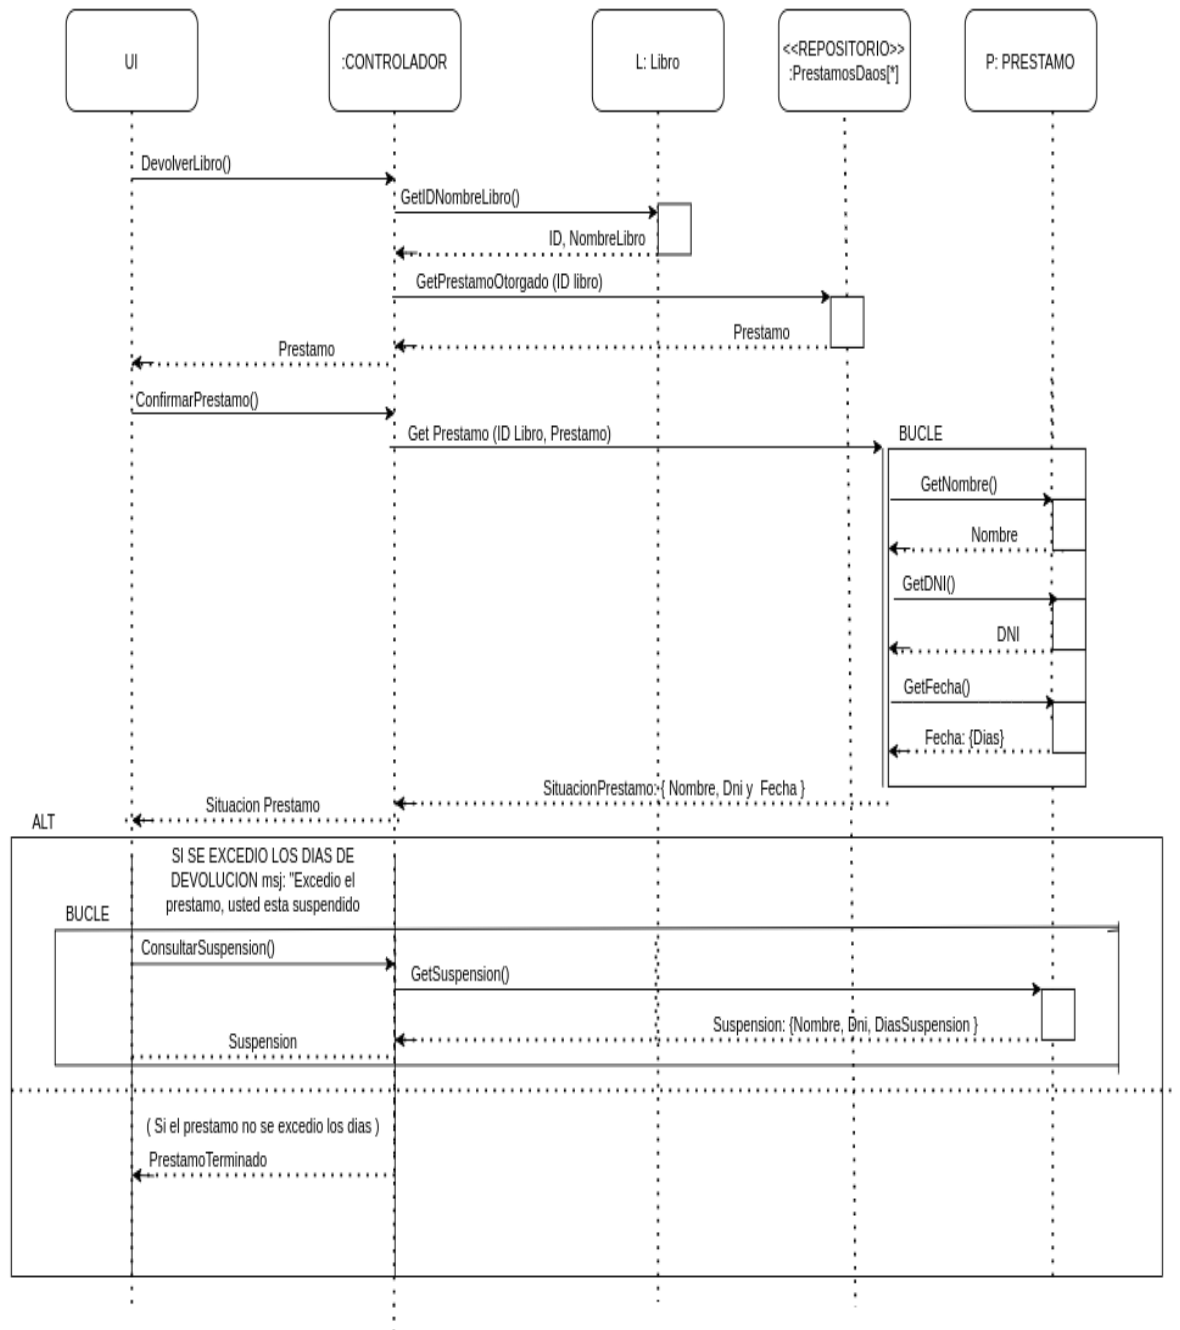 UI
:CONTROLADOR
L: Libro
<<REPOSITORIO>>
:PrestamosDaos[*]
P: PRESTAMO
DevolverLibro()
GetIDNombreLibro()
ID, NombreLibro
GetPrestamoOtorgado (ID libro)
Prestamo
Prestamo
ConfirmarPrestamo()
Get Prestamo (ID Libro, Prestamo)
BUCLE
GetNombre()
Nombre
GetDNI()
DNI
GetFecha()
Fecha: {Dias}
SituacionPrestamo: { Nombre, Dni y Fecha }
Situacion Prestamo
ALT
SI SE EXCEDIO LOS DIAS DE
DEVOLUCION msj: "Excedio el
prestamo, usted esta suspendido
BUCLE
ConsultarSuspension()
GetSuspension()
Suspension: {Nombre, Dni, DiasSuspension }
Suspension
( Si el prestamo no se excedio los dias )
PrestamoTerminado